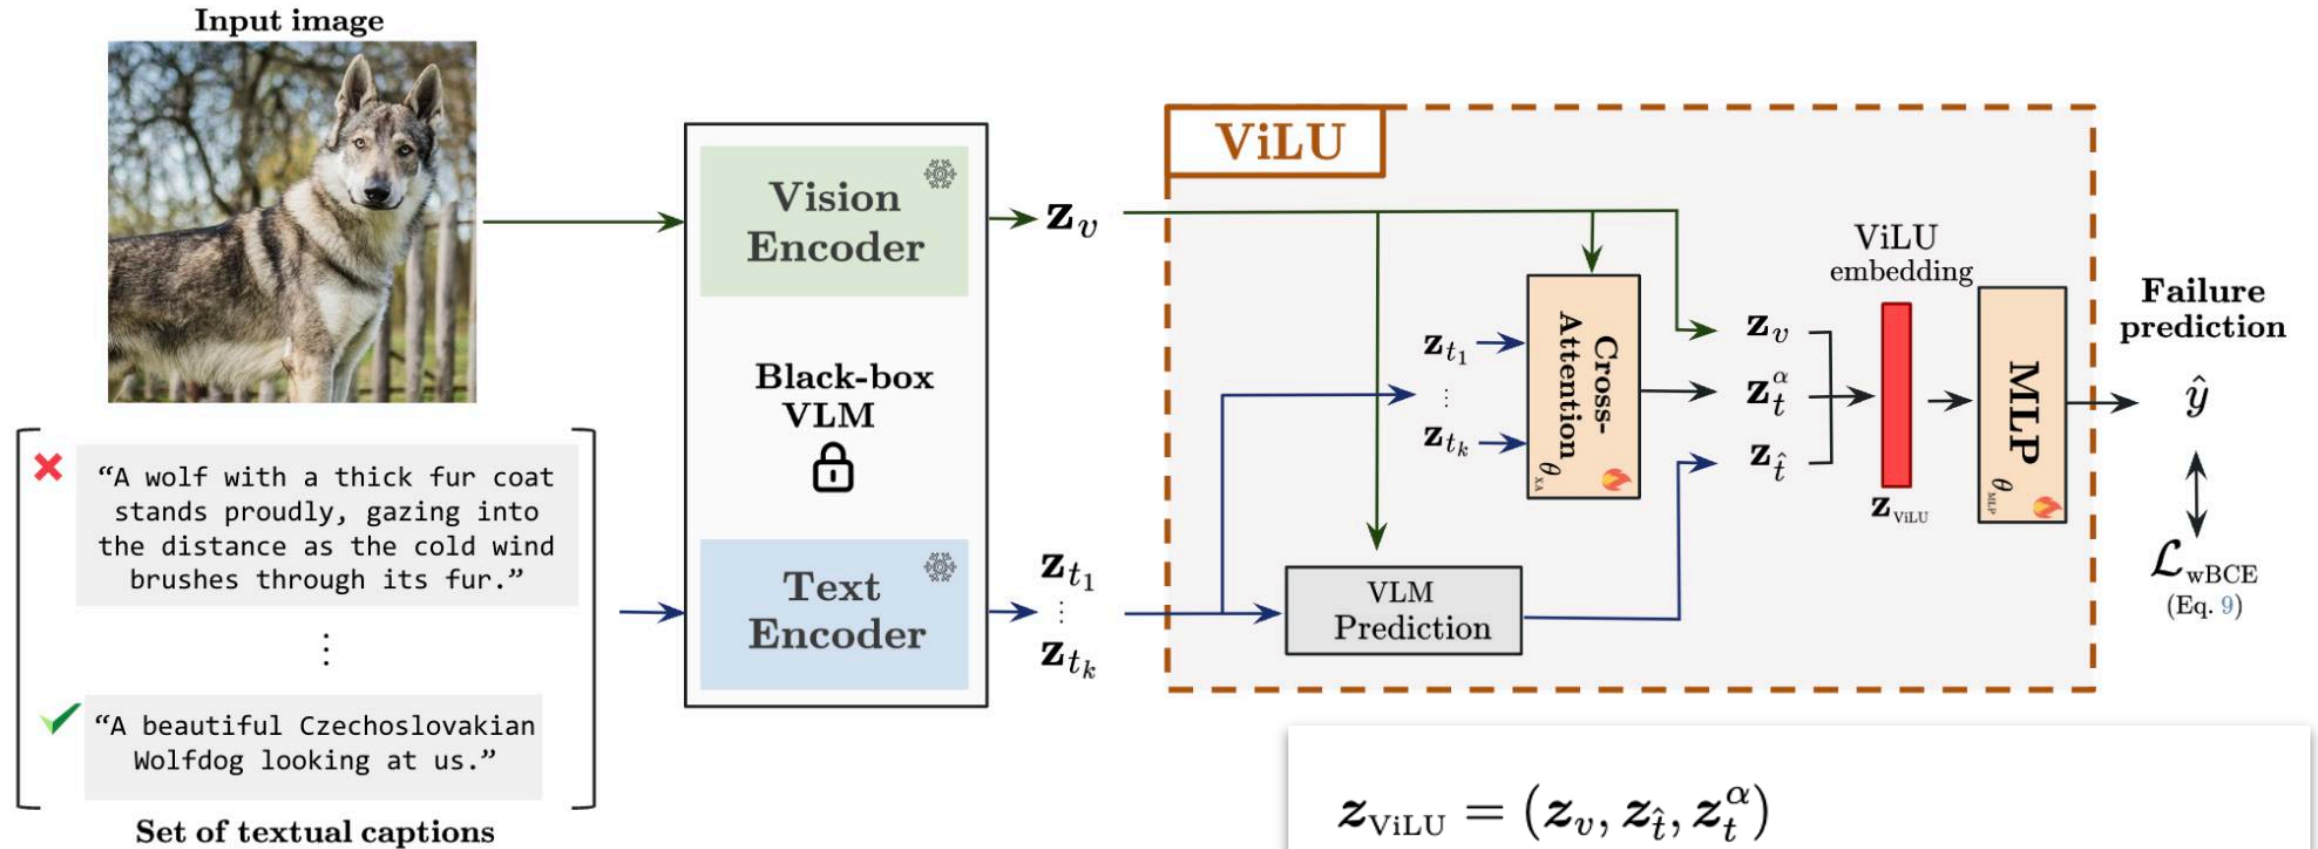 Input image
“A wolf with a thick fur coat
stands proudly, gazing into
the distance as the cold wind
brushes through its fur.”
⋮
“A beautiful Czechoslovakian
Wolfdog looking at us.”
Set of textual captions
Vision
Encoder
Black-box
VLM
Text
Encoder
𝐳_v
𝐳_{t_1}
⋮
𝐳_{t_k}
ViLU
𝐳_{t_1}
⋮
𝐳_{t_k}
Cross-
Attention
θ_{XA}
VLM
Prediction
𝐳_v
𝐳_t^α
𝐳_{\hat{t}}
ViLU
embedding
𝐳_{ViLU}
MLP
θ_{MLP}
Failure
prediction
ŷ
ℒ_{wBCE}
(Eq. 9)
𝒛_{ViLU} = (𝒛_v, 𝒛_{\hat{t}}, 𝒛_t^α)